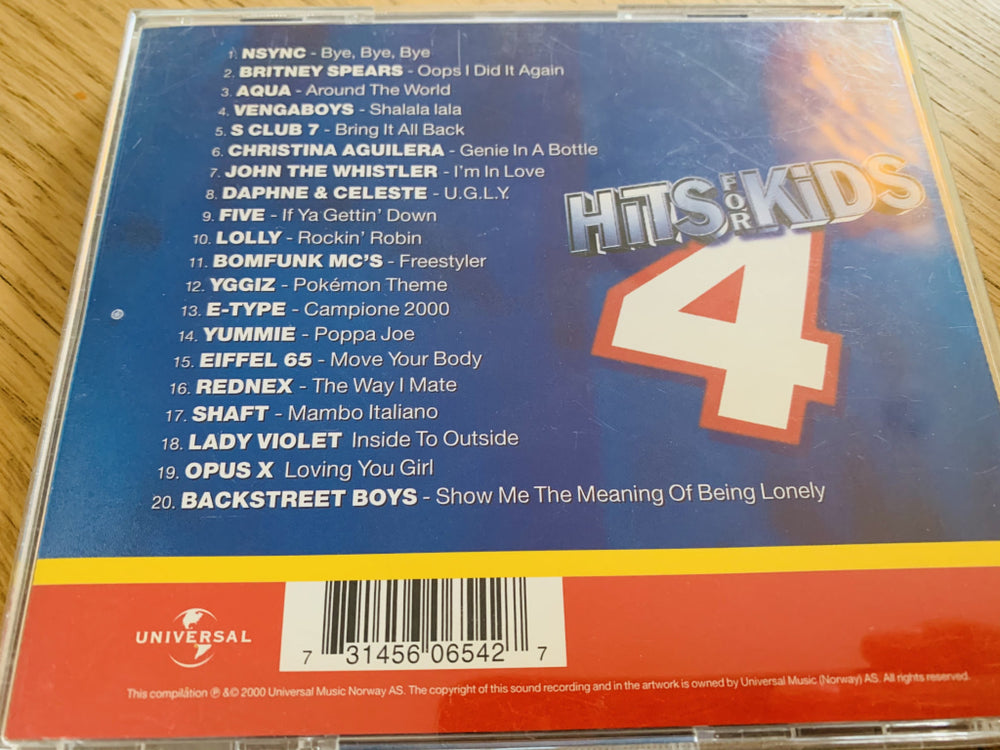 1. NSYNC - Bye, Bye, Bye
2. BRITNEY SPEARS - Oops I Did It Again
3. AQUA - Around The World
4. VENGABOYS - Shalala lala
5. S CLUB 7 - Bring It All Back
6. CHRISTINA AGUILERA - Genie In A Bottle
7. JOHN THE WHISTLER - I'm In Love
8. DAPHNE & CELESTE - U.G.L.Y.
9. FIVE - If Ya Gettin' Down
10. LOLLY - Rockin' Robin
11. BOMFUNK MC'S - Freestyler
12. YGGIZ - Pokémon Theme
13. E-TYPE - Campione 2000
14. YUMMIE - Poppa Joe
15. EIFFEL 65 - Move Your Body
16. REDNEX - The Way I Mate
17. SHAFT - Mambo Italiano
18. LADY VIOLET Inside To Outside
19. OPUS X Loving You Girl
20. BACKSTREET BOYS - Show Me The Meaning Of Being Lonely
HiTS FOR KiDS
4
UNIVERSAL
7 31456 06542 7
This compilation ℗ &© 2000 Universal Music Norway AS. The copyright of this sound recording and in the artwork is owned by Universal Music (Norway) AS. All rights reserved.